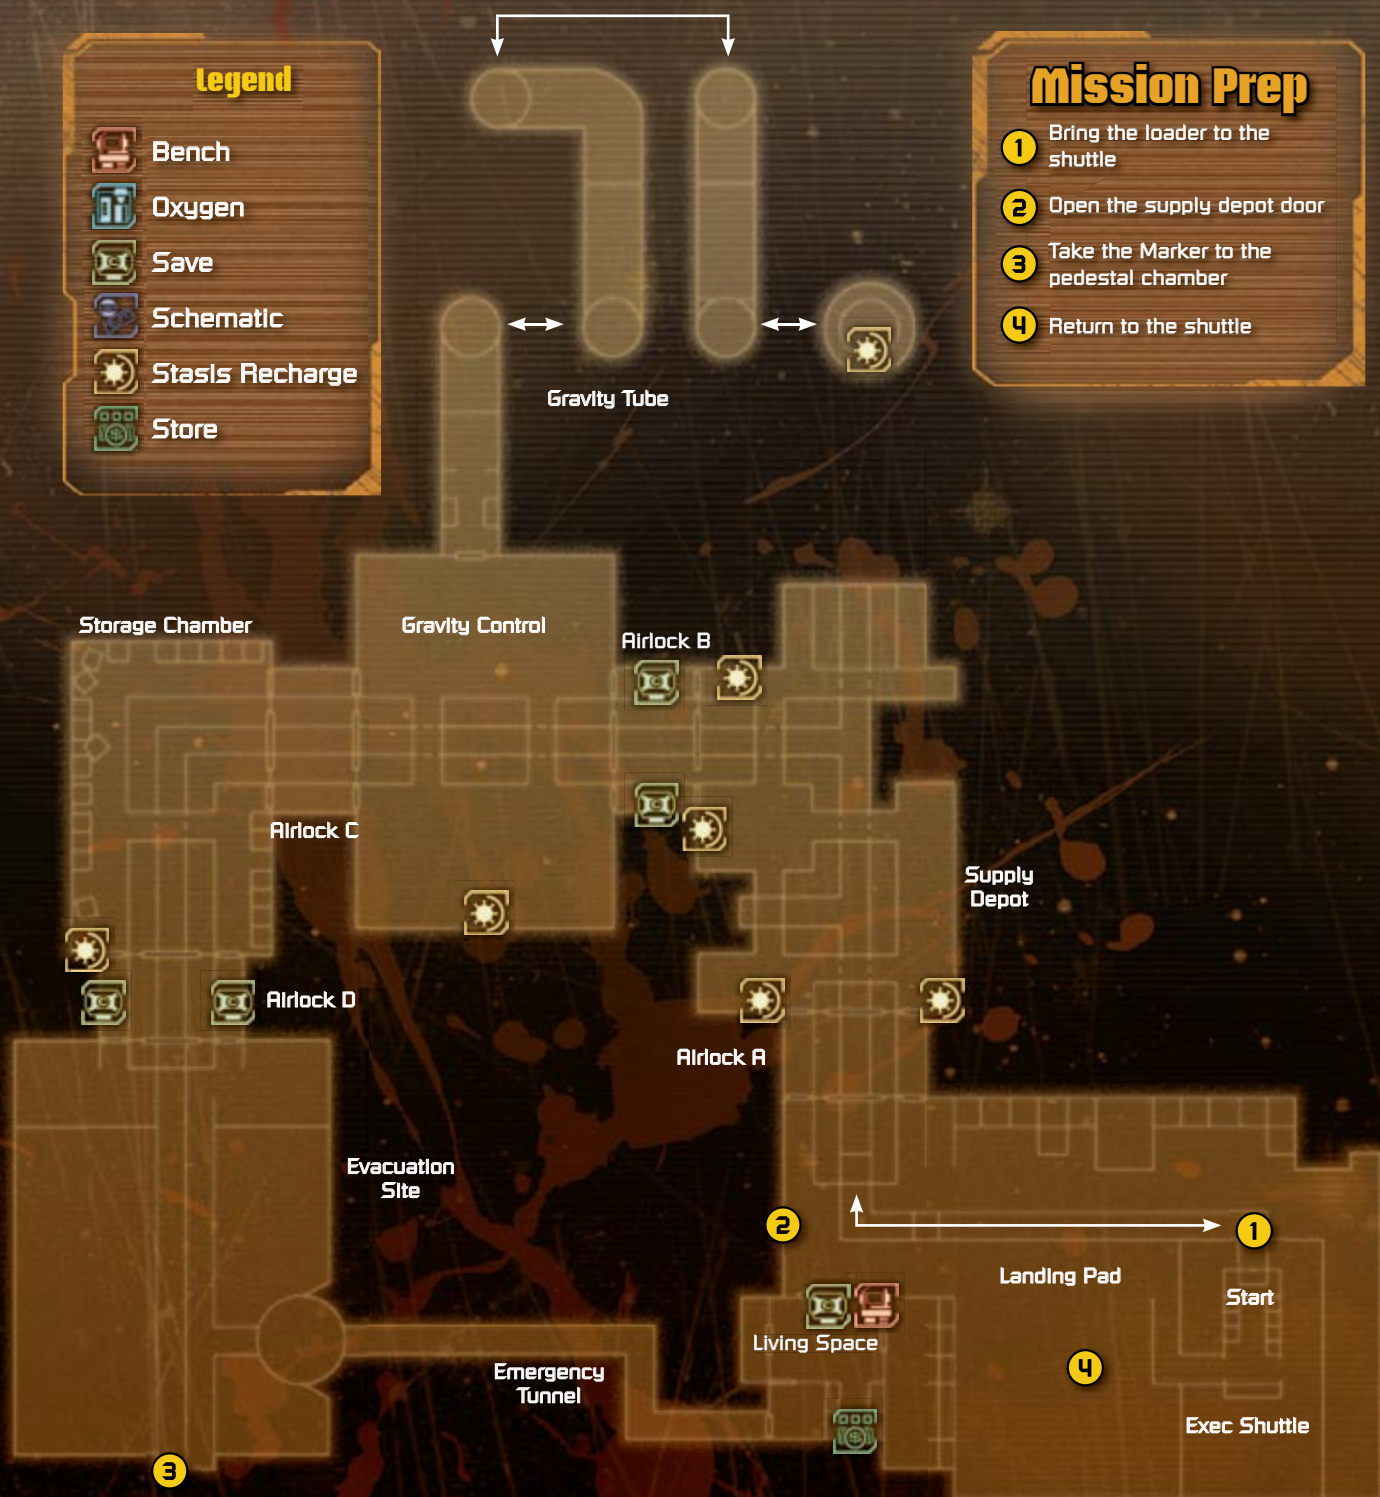 Legend
Bench
Oxygen
Save
Schematic
Stasis Recharge
Store
Mission Prep
1 Bring the loader to the
shuttle
2 Open the supply depot door
3 Take the Marker to the
pedestal chamber
4 Return to the shuttle
Gravity Tube
Storage Chamber
Gravity Control
Airlock B
Airlock C
Supply
Depot
Airlock D
Airlock A
Evacuation
Site
2
1
Landing Pad
Start
Living Space
4
Emergency
Tunnel
Exec Shuttle
3